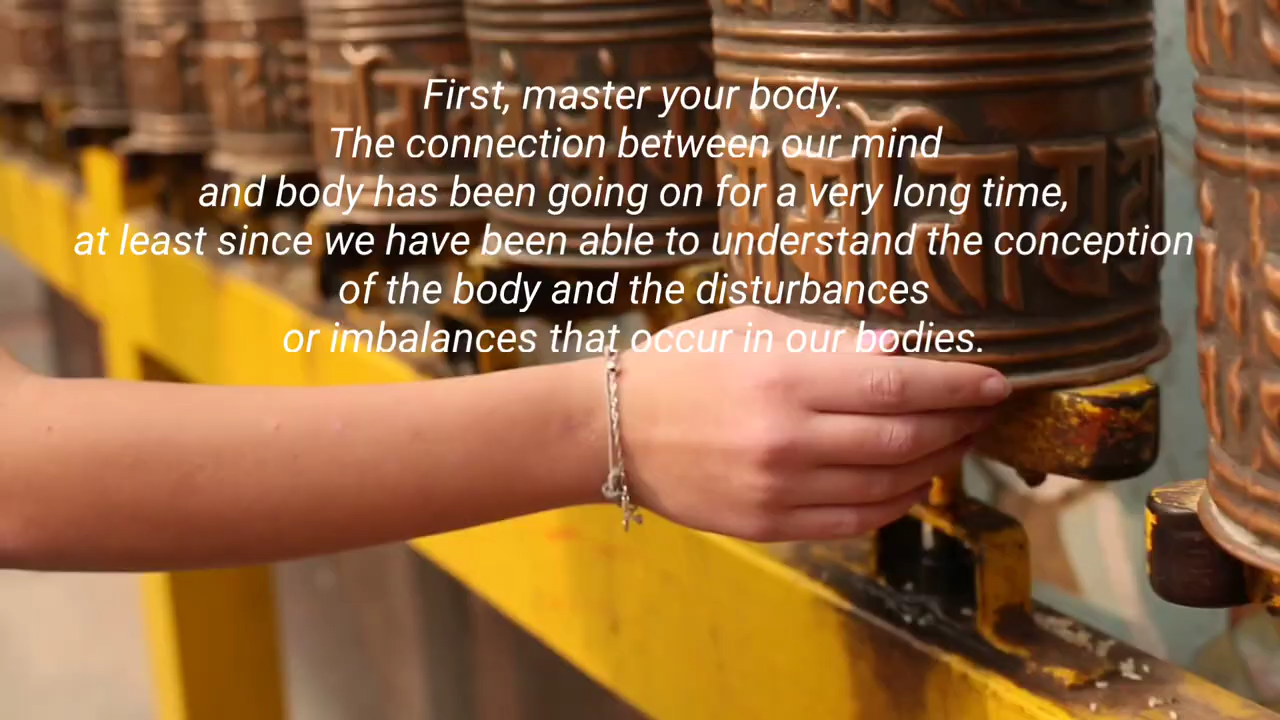 First, master your body.
The connection between our mind
and body has been going on for a very long time,
at least since we have been able to understand the conception
of the body and the disturbances
or imbalances that occur in our bodies.